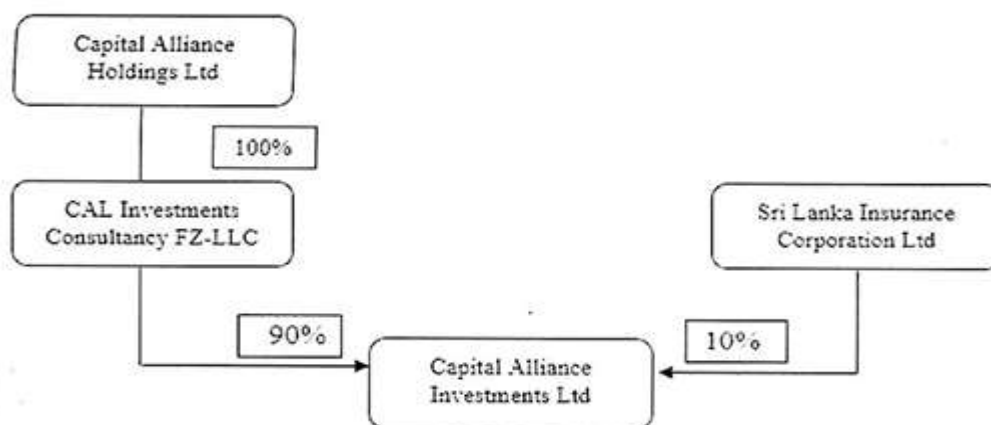 Capital Alliance
Holdings Ltd
100%
CAL Investments
Consultancy FZ-LLC
Sri Lanka Insurance
Corporation Ltd
90%
10%
Capital Alliance
Investments Ltd